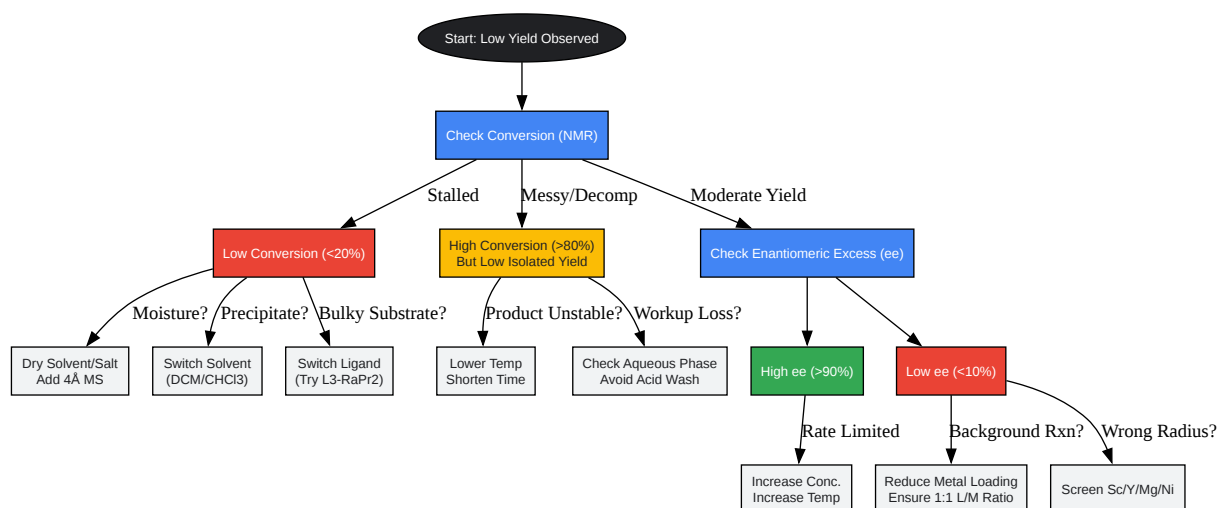 Start: Low Yield Observed
Check Conversion (NMR)
Stalled
Messy/Decomp
Moderate Yield
Low Conversion (<20%)
High Conversion (>80%)
But Low Isolated Yield
Check Enantiomeric Excess (ee)
Moisture?
Precipitate?
Bulky Substrate?
Product Unstable?
Workup Loss?
Dry Solvent/Salt
Add 4Å MS
Switch Solvent
(DCM/CHCl3)
Switch Ligand
(Try L3-RaPr2)
Lower Temp
Shorten Time
Check Aqueous Phase
Avoid Acid Wash
High ee (>90%)
Low ee (<10%)
Rate Limited
Background Rxn?
Wrong Radius?
Increase Conc.
Increase Temp
Reduce Metal Loading
Ensure 1:1 L/M Ratio
Screen Sc/Y/Mg/Ni